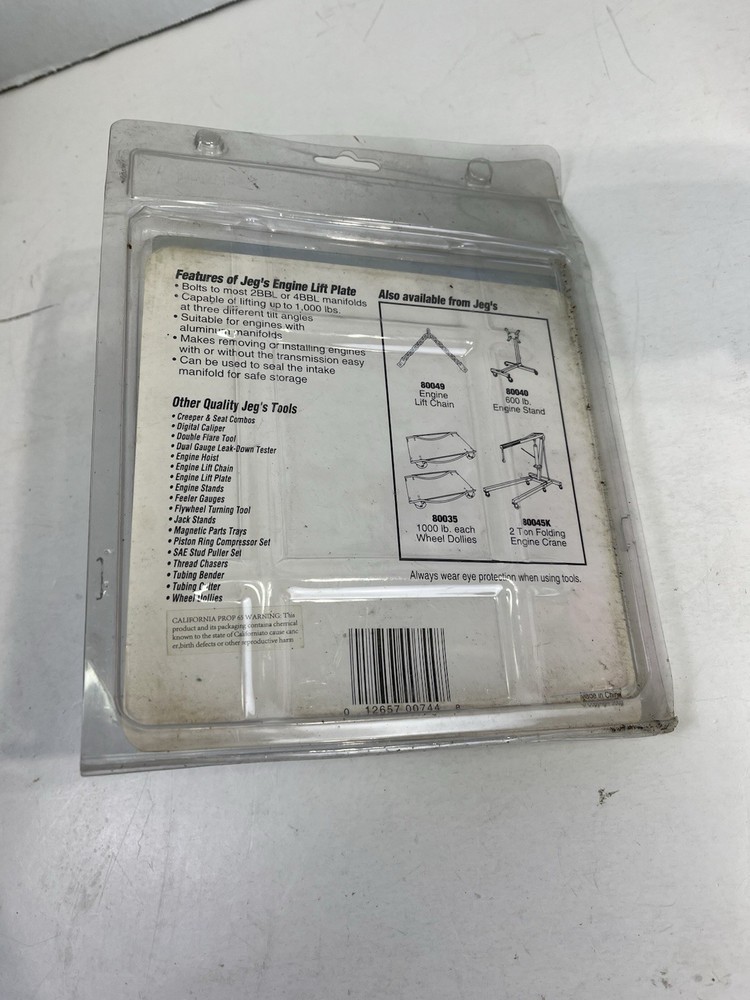 Features of Jeg's Engine Lift Plate
• Bolts to most 2BBL or 4BBL manifolds
• Capable of lifting up to 1,000 lbs.
at three different tilt angles
• Suitable for engines with
aluminum manifolds
• Makes removing or installing engines
with or without the transmission easy
• Can be used to seal the intake
manifold for safe storage
Other Quality Jeg's Tools
• Creeper & Seat Combos
• Digital Caliper
• Double Flare Tool
• Dual Gauge Leak-Down Tester
• Engine Hoist
• Engine Lift Chain
• Engine Lift Plate
• Engine Stands
• Feeler Gauges
• Flywheel Turning Tool
• Jack Stands
• Magnetic Parts Trays
• Piston Ring Compressor Set
• SAE Stud Puller Set
• Thread Chasers
• Tubing Bender
• Tubing Cutter
• Wheel Dollies
Also available from Jeg's
80049
Engine
Lift Chain
80040
600 lb.
Engine Stand
80035
1000 lb. each
Wheel Dollies
80045K
2 Ton Folding
Engine Crane
Always wear eye protection when using tools.
CALIFORNIA PROP 65 WARNING: This
product and its packaging contains chemical
known to the state of Californiato cause canc
er,birth defects or other reproductive harm
0 12657 00744
Made in China